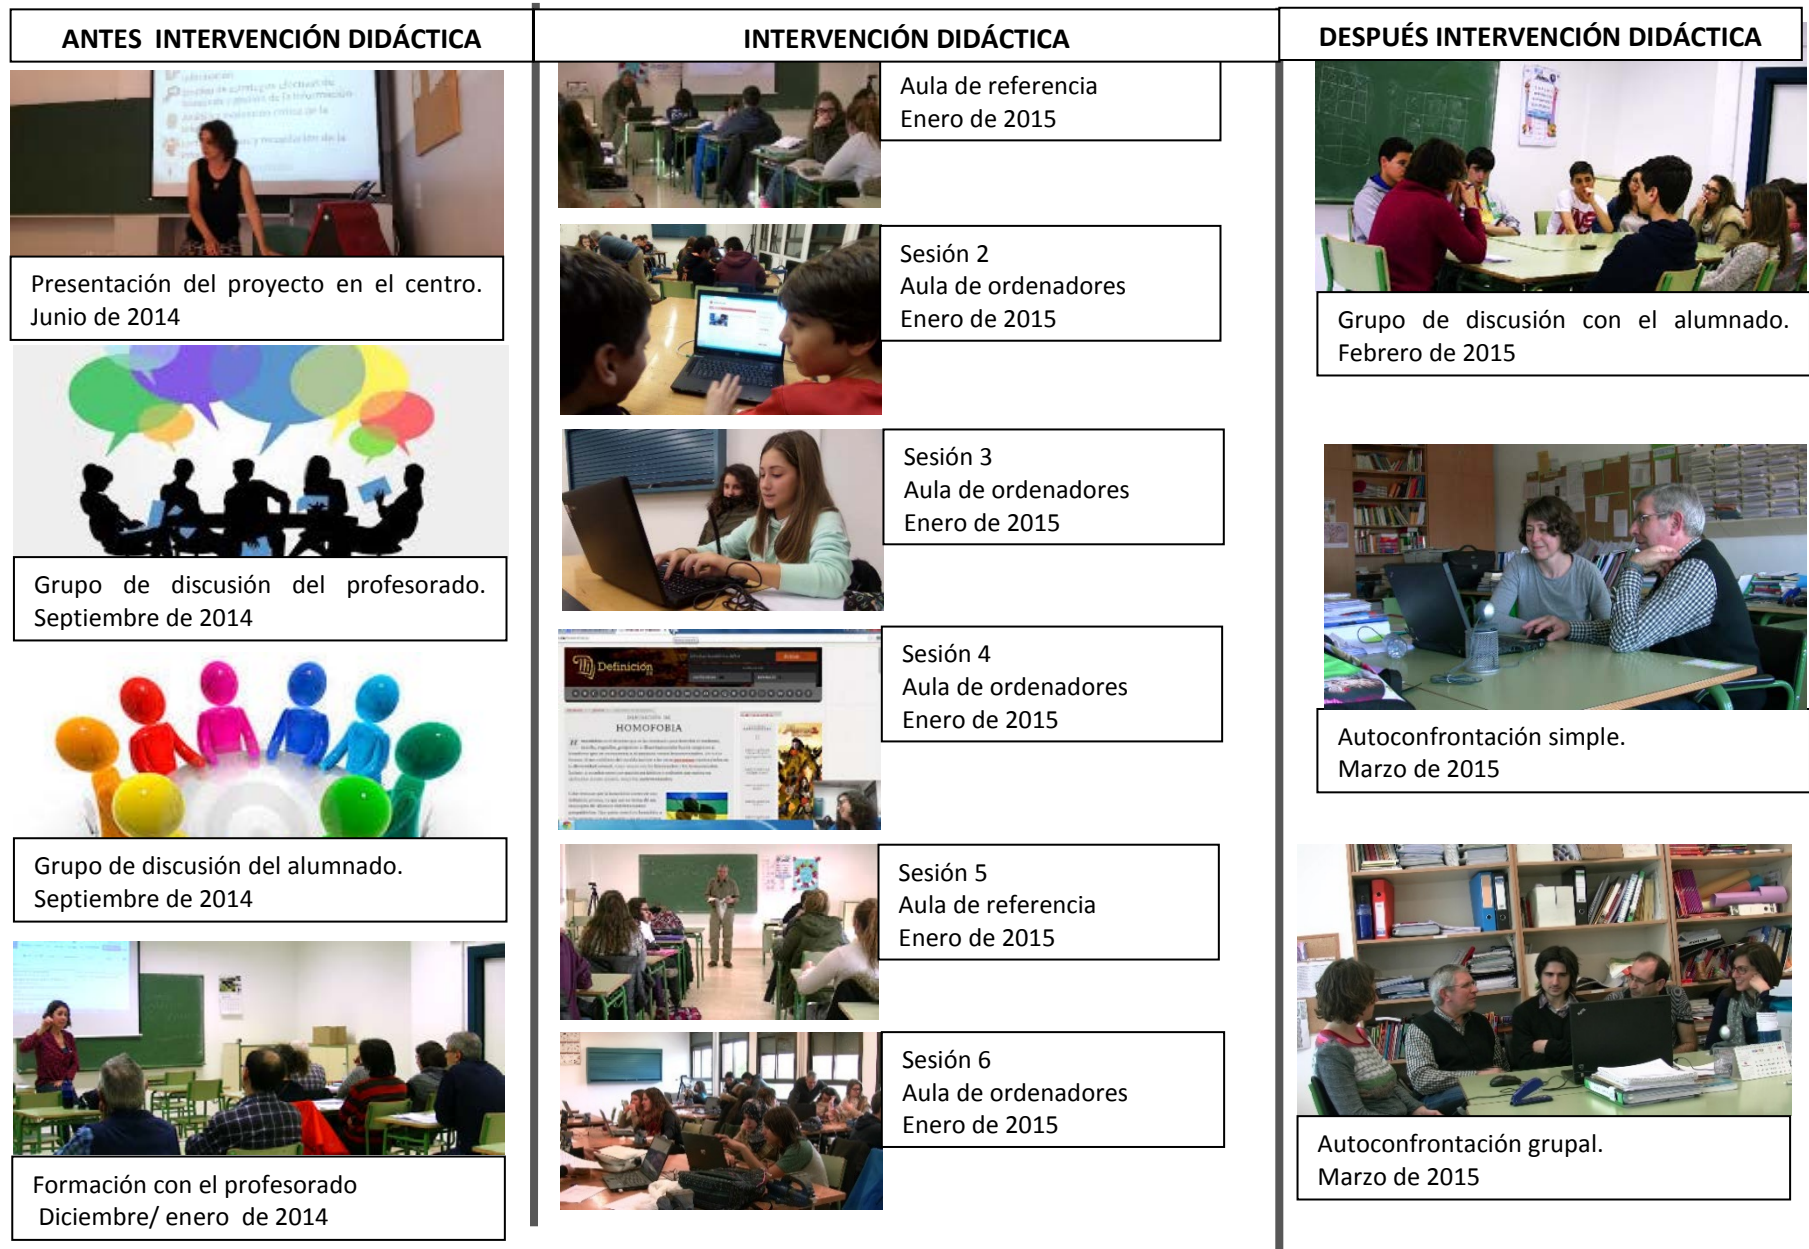 ANTES INTERVENCIÓN DIDÁCTICA
Presentación del proyecto en el centro.
Junio de 2014
Grupo de discusión del profesorado.
Septiembre de 2014
Grupo de discusión del alumnado.
Septiembre de 2014
Formación con el profesorado
Diciembre/ enero de 2014
INTERVENCIÓN DIDÁCTICA
Aula de referencia
Enero de 2015
Sesión 2
Aula de ordenadores
Enero de 2015
Sesión 3
Aula de ordenadores
Enero de 2015
Definición
HOMOFOBIA
Sesión 4
Aula de ordenadores
Enero de 2015
Sesión 5
Aula de referencia
Enero de 2015
Sesión 6
Aula de ordenadores
Enero de 2015
DESPUÉS INTERVENCIÓN DIDÁCTICA
Grupo de discusión con el alumnado.
Febrero de 2015
Autoconfrontación simple.
Marzo de 2015
Autoconfrontación grupal.
Marzo de 2015